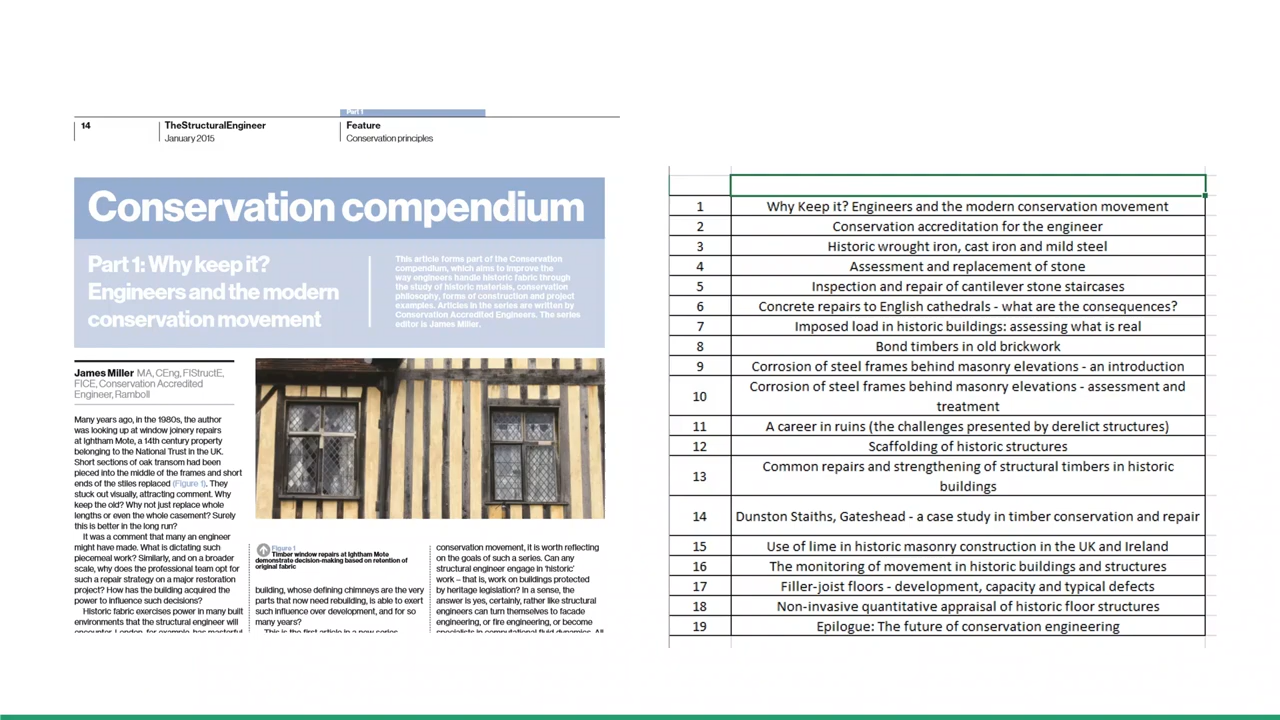 Part 1
14
TheStructuralEngineer
January 2015
Feature
Conservation principles
Conservation compendium
Part 1: Why keep it?
Engineers and the modern
conservation movement
This article forms part of the Conservation
compendium, which aims to improve the
way engineers handle historic fabric through
the study of historic materials, conservation
philosophy, forms of construction and project
examples. Articles in the series are written by
Conservation Accredited Engineers. The series
editor is James Miller.
James Miller MA, CEng, FIStructE,
FICE, Conservation Accredited
Engineer, Ramboll
Many years ago, in the 1980s, the author
was looking up at window joinery repairs
at Ightham Mote, a 14th century property
belonging to the National Trust in the UK.
Short sections of oak transom had been
pieced into the middle of the frames and short
ends of the stiles replaced (Figure 1). They
stuck out visually, attracting comment. Why
keep the old? Why not just replace whole
lengths or even the whole casement? Surely
this is better in the long run?
It was a comment that many an engineer
might have made. What is dictating such
piecemeal work? Similarly, and on a broader
scale, why does the professional team opt for
such a repair strategy on a major restoration
project? How has the building acquired the
power to influence such decisions?
Historic fabric exercises power in many built
environments that the structural engineer will
encounter. London, for example, has masterful
Figure 1
Timber window repairs at Ightham Mote
demonstrate decision-making based on retention of
original fabric
building, whose defining chimneys are the very
parts that now need rebuilding, is able to exert
such influence over development, and for so
many years?
This is the first article in a new series
conservation movement, it is worth reflecting
on the goals of such a series. Can any
structural engineer engage in 'historic'
work – that is, work on buildings protected
by heritage legislation? In a sense, the
answer is yes, certainly, rather like structural
engineers can turn themselves to facade
engineering, or fire engineering, or become
specialists in computational fluid dynamics. All
1 Why Keep it? Engineers and the modern conservation movement
2 Conservation accreditation for the engineer
3 Historic wrought iron, cast iron and mild steel
4 Assessment and replacement of stone
5 Inspection and repair of cantilever stone staircases
6 Concrete repairs to English cathedrals - what are the consequences?
7 Imposed load in historic buildings: assessing what is real
8 Bond timbers in old brickwork
9 Corrosion of steel frames behind masonry elevations - an introduction
10 Corrosion of steel frames behind masonry elevations - assessment and
treatment
11 A career in ruins (the challenges presented by derelict structures)
12 Scaffolding of historic structures
13 Common repairs and strengthening of structural timbers in historic
buildings
14 Dunston Staiths, Gateshead - a case study in timber conservation and repair
15 Use of lime in historic masonry construction in the UK and Ireland
16 The monitoring of movement in historic buildings and structures
17 Filler-joist floors - development, capacity and typical defects
18 Non-invasive quantitative appraisal of historic floor structures
19 Epilogue: The future of conservation engineering